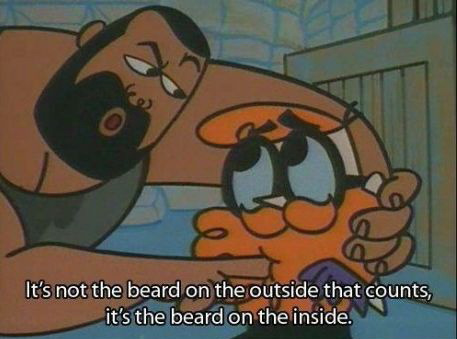 It's not the beard on the outside that counts,
it's the beard on the inside.